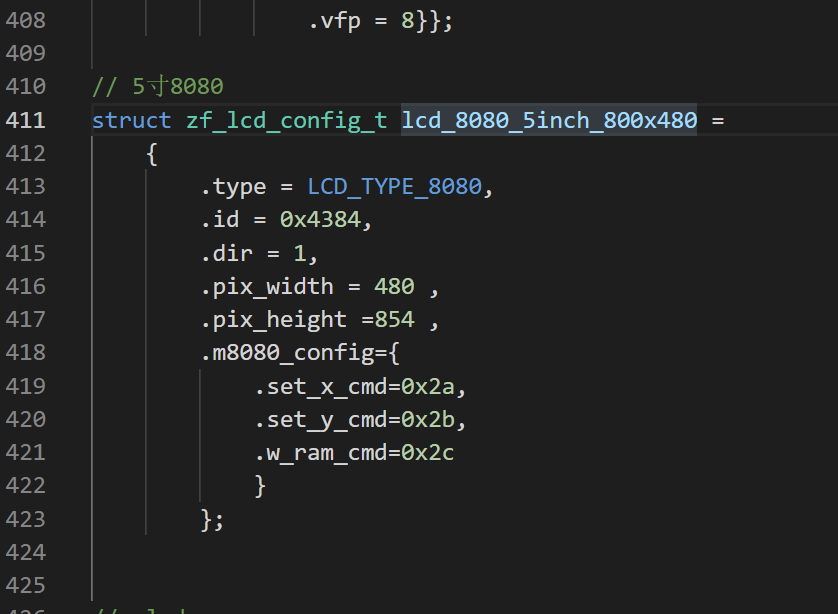 408 .vfp = 8}};
409
410 // 5寸8080
411 struct zf_lcd_config_t lcd_8080_5inch_800x480 =
412 {
413 .type = LCD_TYPE_8080,
414 .id = 0x4384,
415 .dir = 1,
416 .pix_width = 480 ,
417 .pix_height =854 ,
418 .m8080_config={
419 .set_x_cmd=0x2a,
420 .set_y_cmd=0x2b,
421 .w_ram_cmd=0x2c
422 }
423 };
424
425